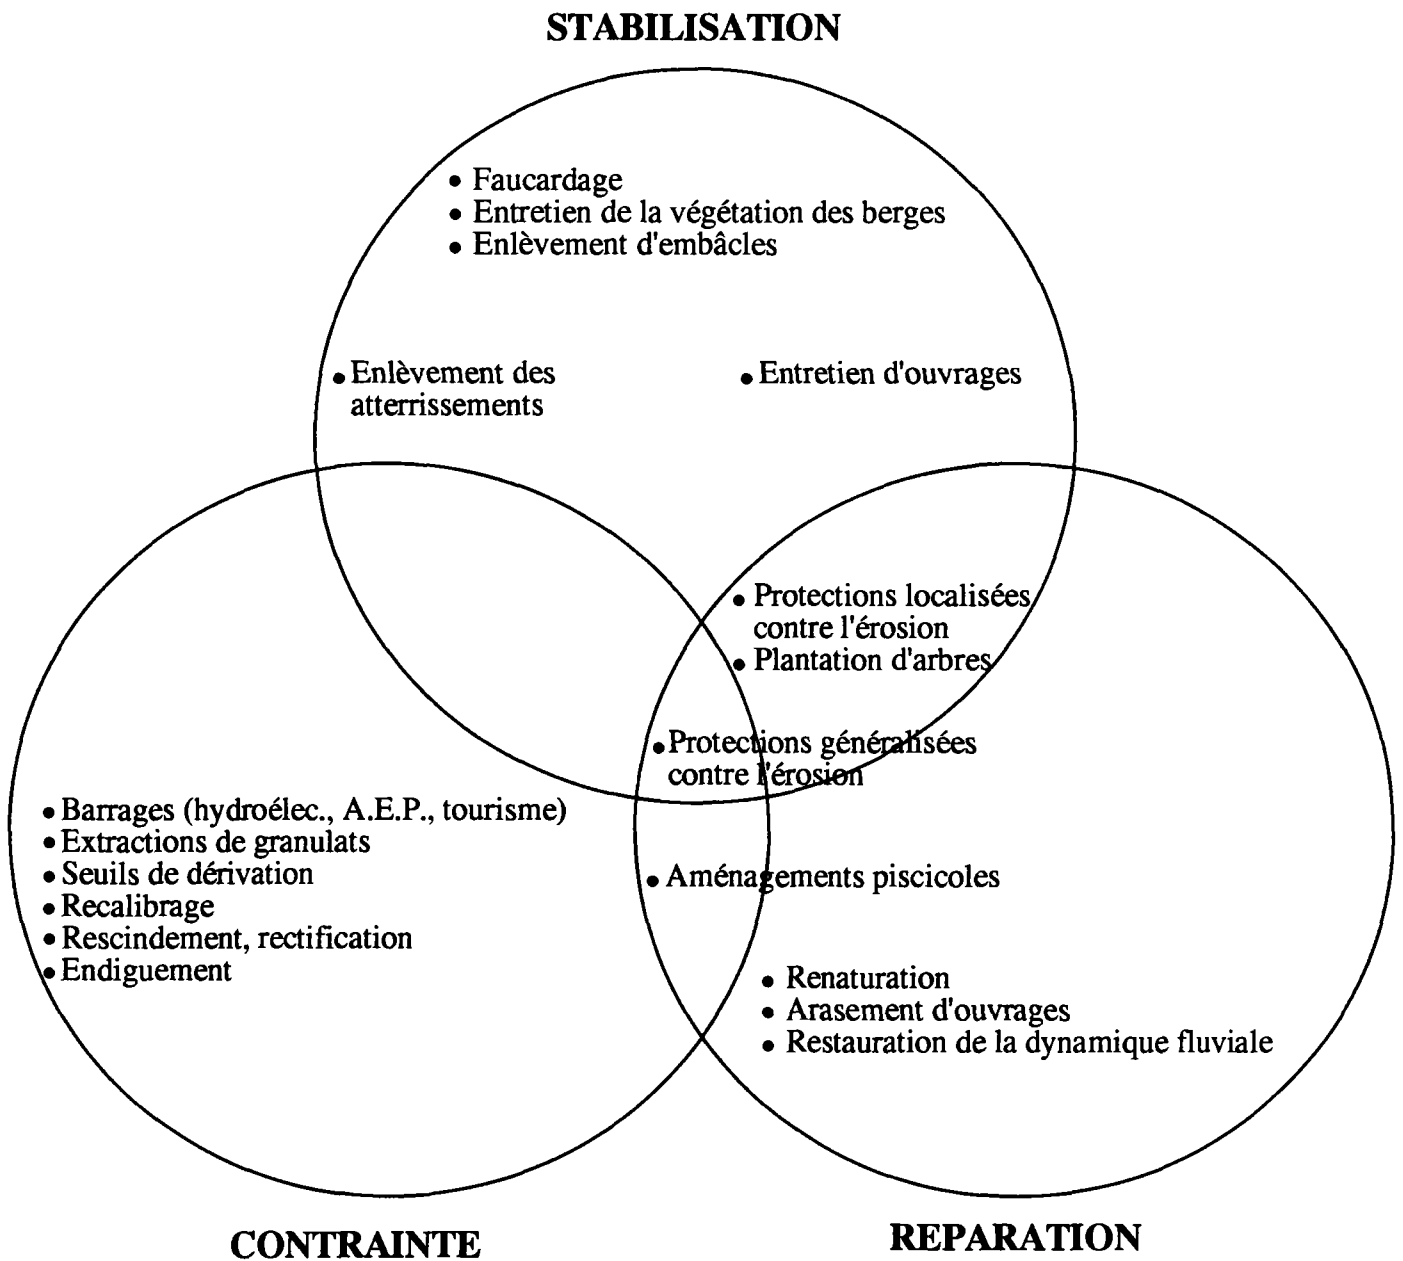 STABILISATION
• Faucardage
• Entretien de la végétation des berges
• Enlèvement d'embâcles
• Enlèvement des
atterrissements
• Entretien d'ouvrages
• Protections localisées
contre l'érosion
• Plantation d'arbres
• Protections généralisées
contre l'érosion
• Barrages (hydroélec., A.E.P., tourisme)
• Extractions de granulats
• Seuils de dérivation
• Recalibrage
• Rescindement, rectification
• Endiguement
• Aménagements piscicoles
• Renaturation
• Arasement d'ouvrages
• Restauration de la dynamique fluviale
CONTRAINTE
REPARATION